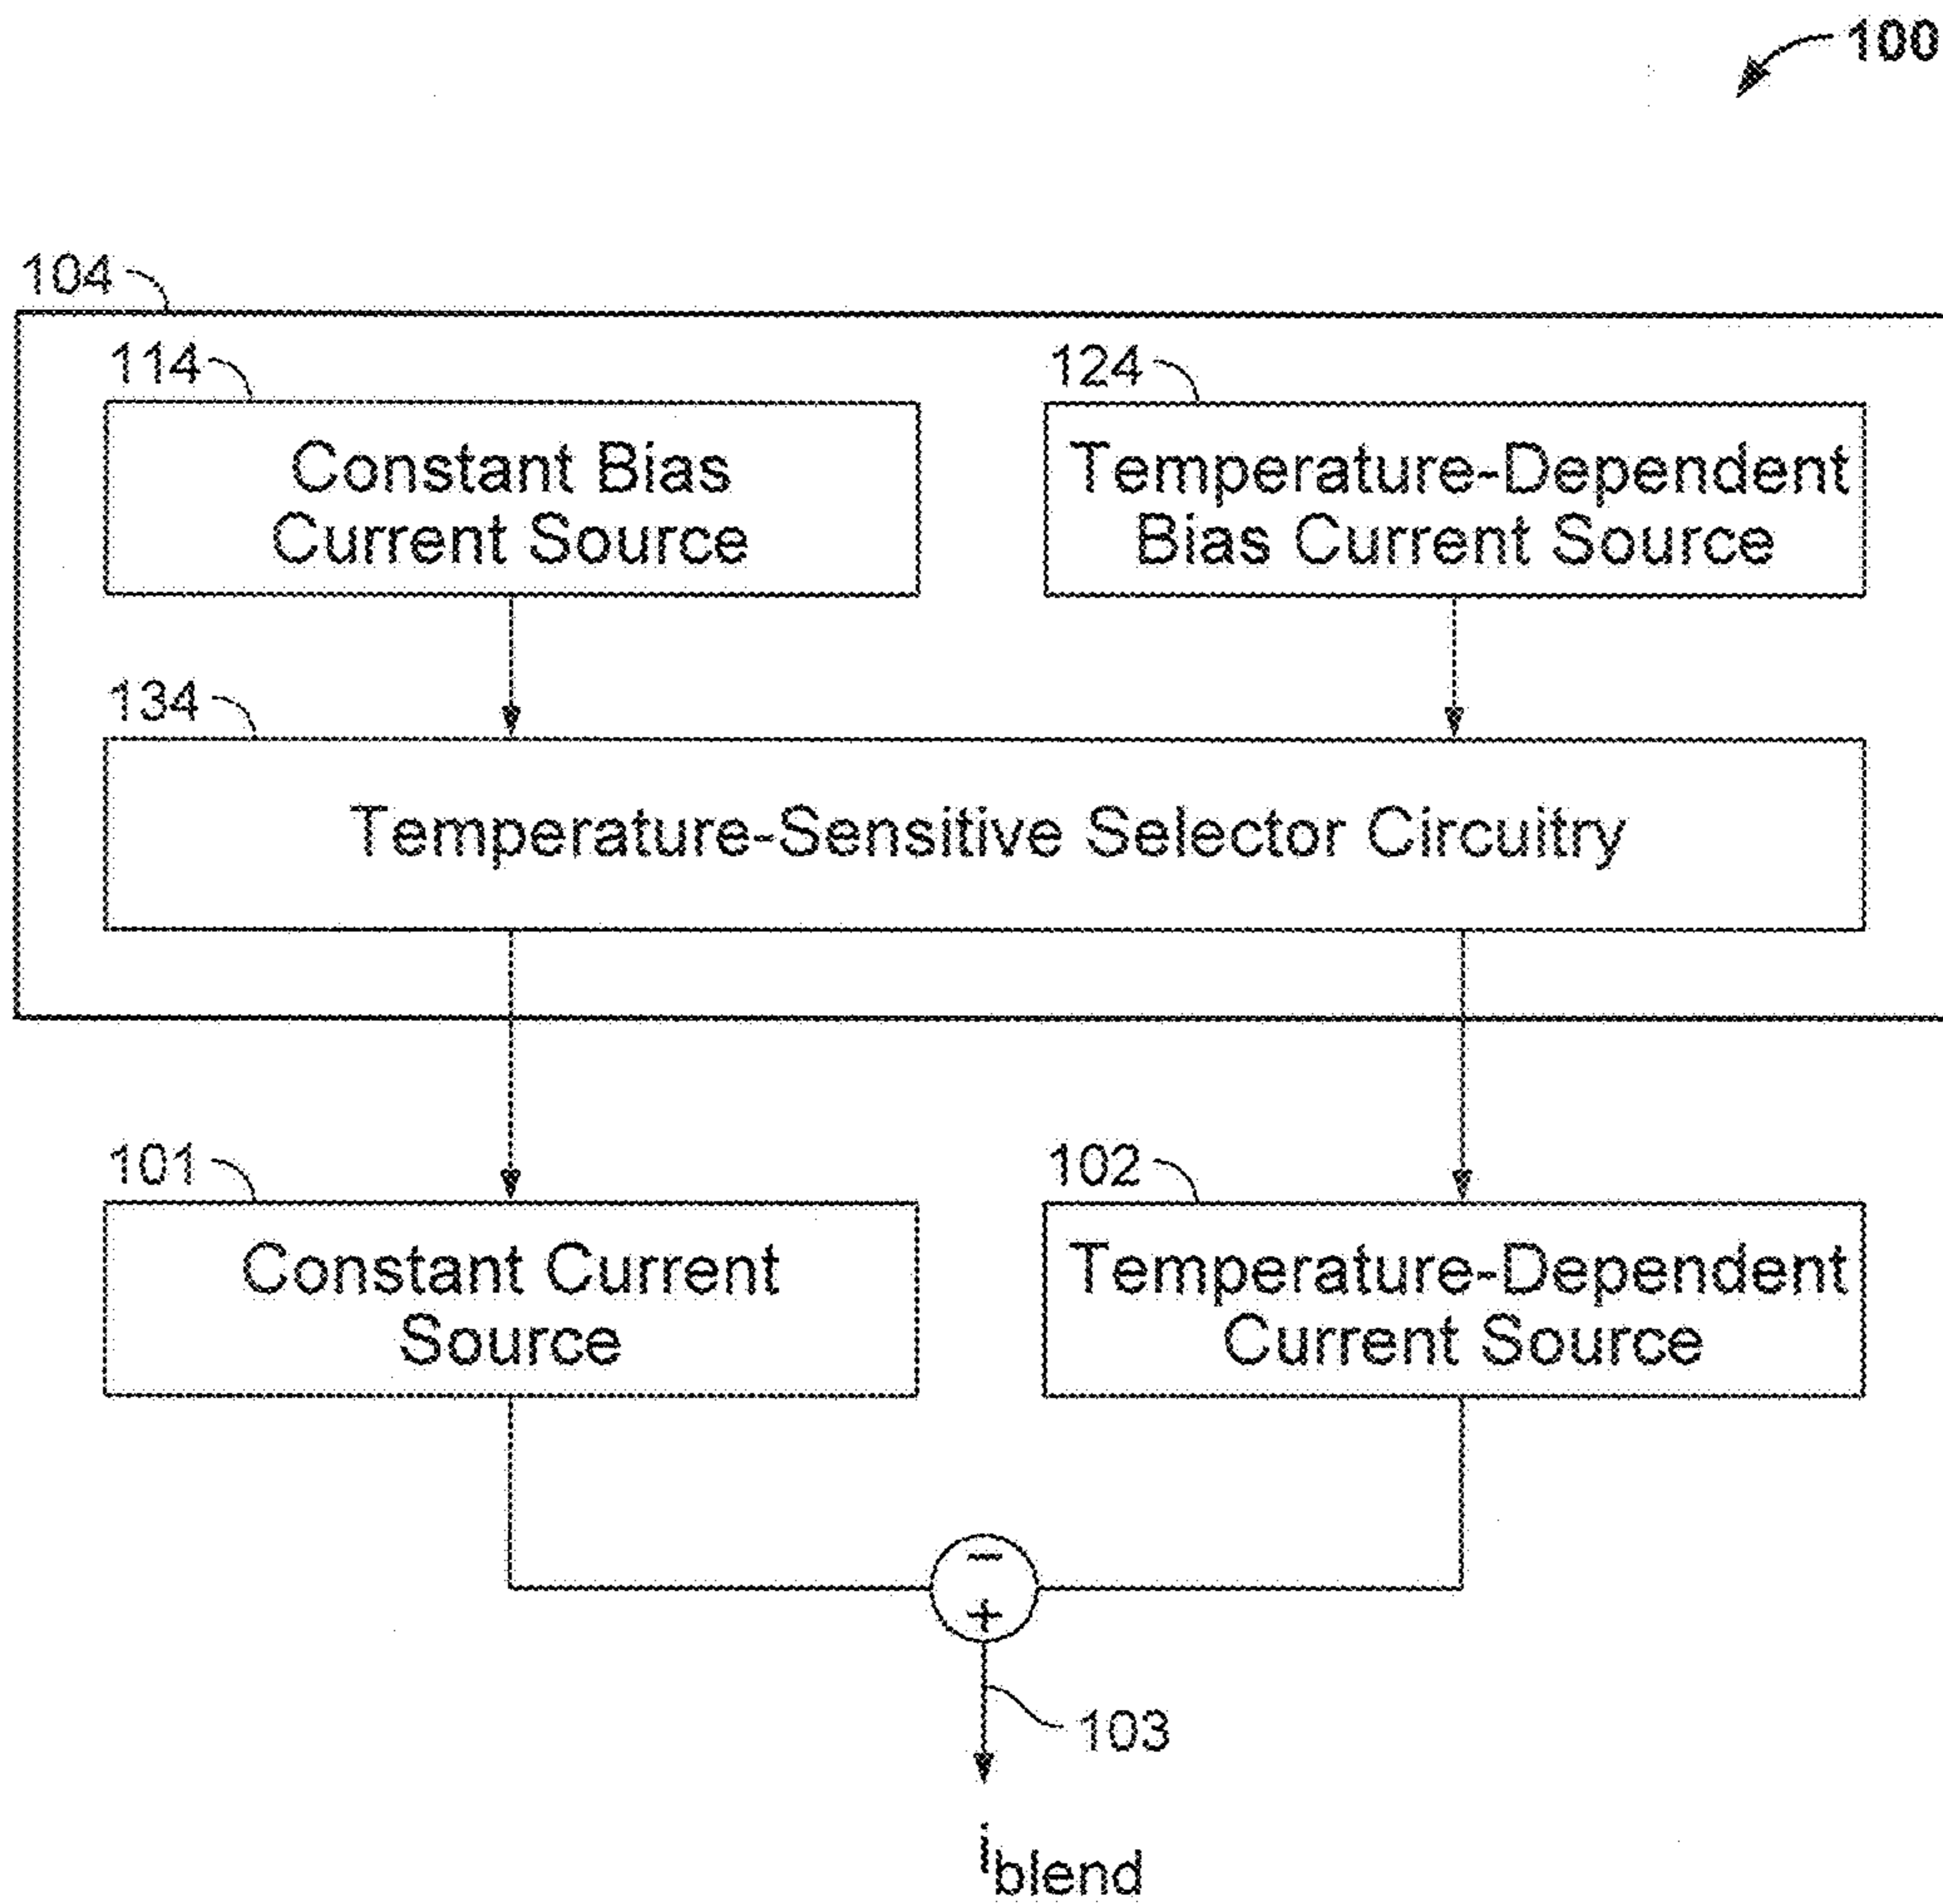 100
104
114
124
Constant Bias
Current Source
Temperature-Dependent
Bias Current Source
134
Temperature-Sensitive Selector Circuitry
101
102
Constant Current
Source
Temperature-Dependent
Current Source
−
+
103
iblend